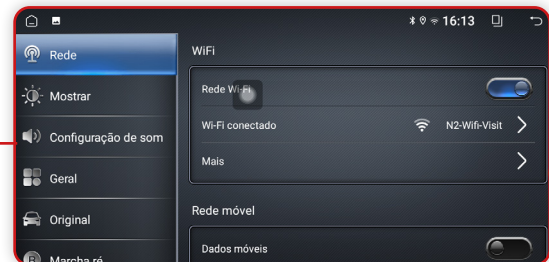 16:13
Rede
Mostrar
Configuração de som
Geral
Original
Marcha ré
WiFi
Rede Wi-Fi
Wi-Fi conectado N2-Wifi-Visit
Mais
Rede móvel
Dados móveis